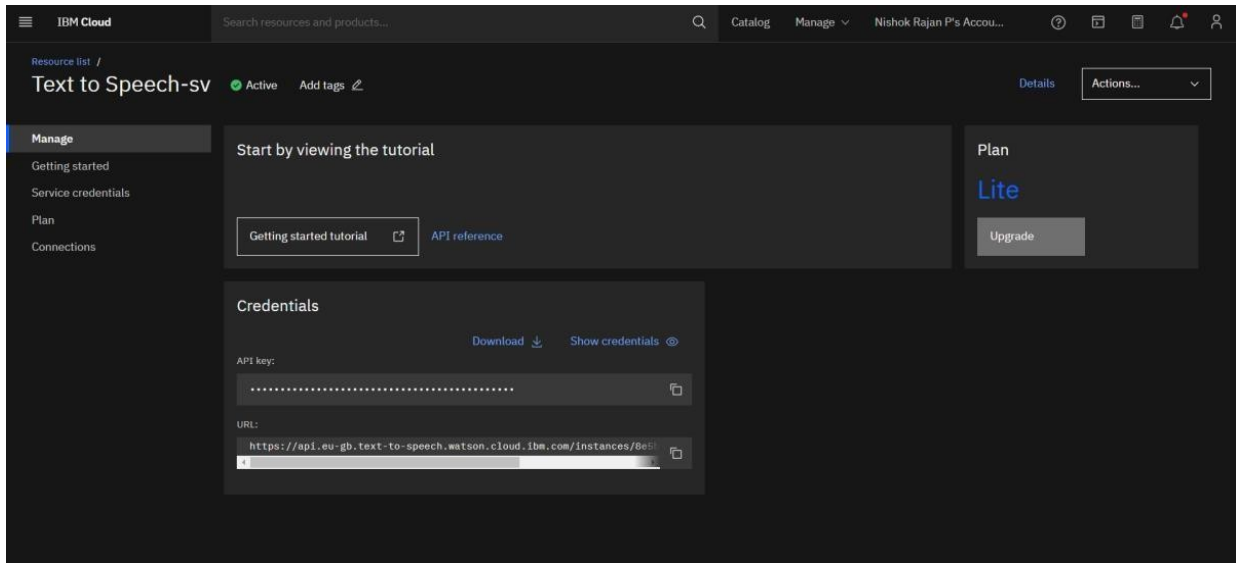 IBM Cloud
Search resources and products...
Catalog
Manage
Nishok Rajan P's Accou...
Resource list /
Text to Speech-sv
Active
Add tags
Details
Actions...
Manage
Getting started
Service credentials
Plan
Connections
Start by viewing the tutorial
Getting started tutorial
API reference
Plan
Lite
Upgrade
Credentials
Download
Show credentials
API key:
............................................
URL:
https://api.eu-gb.text-to-speech.watson.cloud.ibm.com/instances/8e5